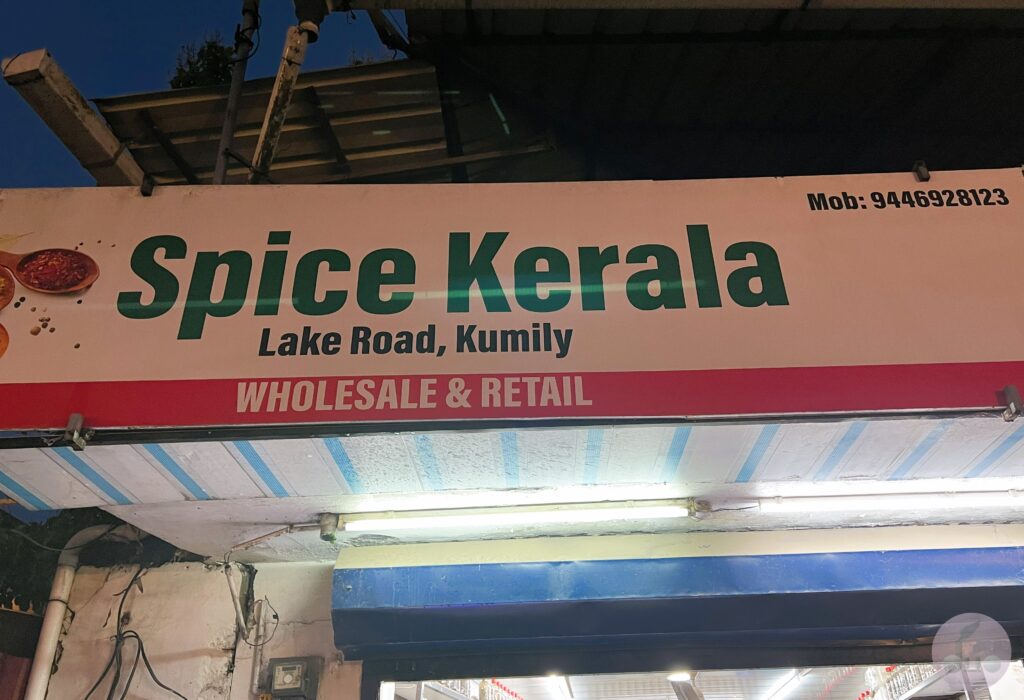 Mob: 9446928123
Spice Kerala
Lake Road, Kumily
WHOLESALE & RETAIL